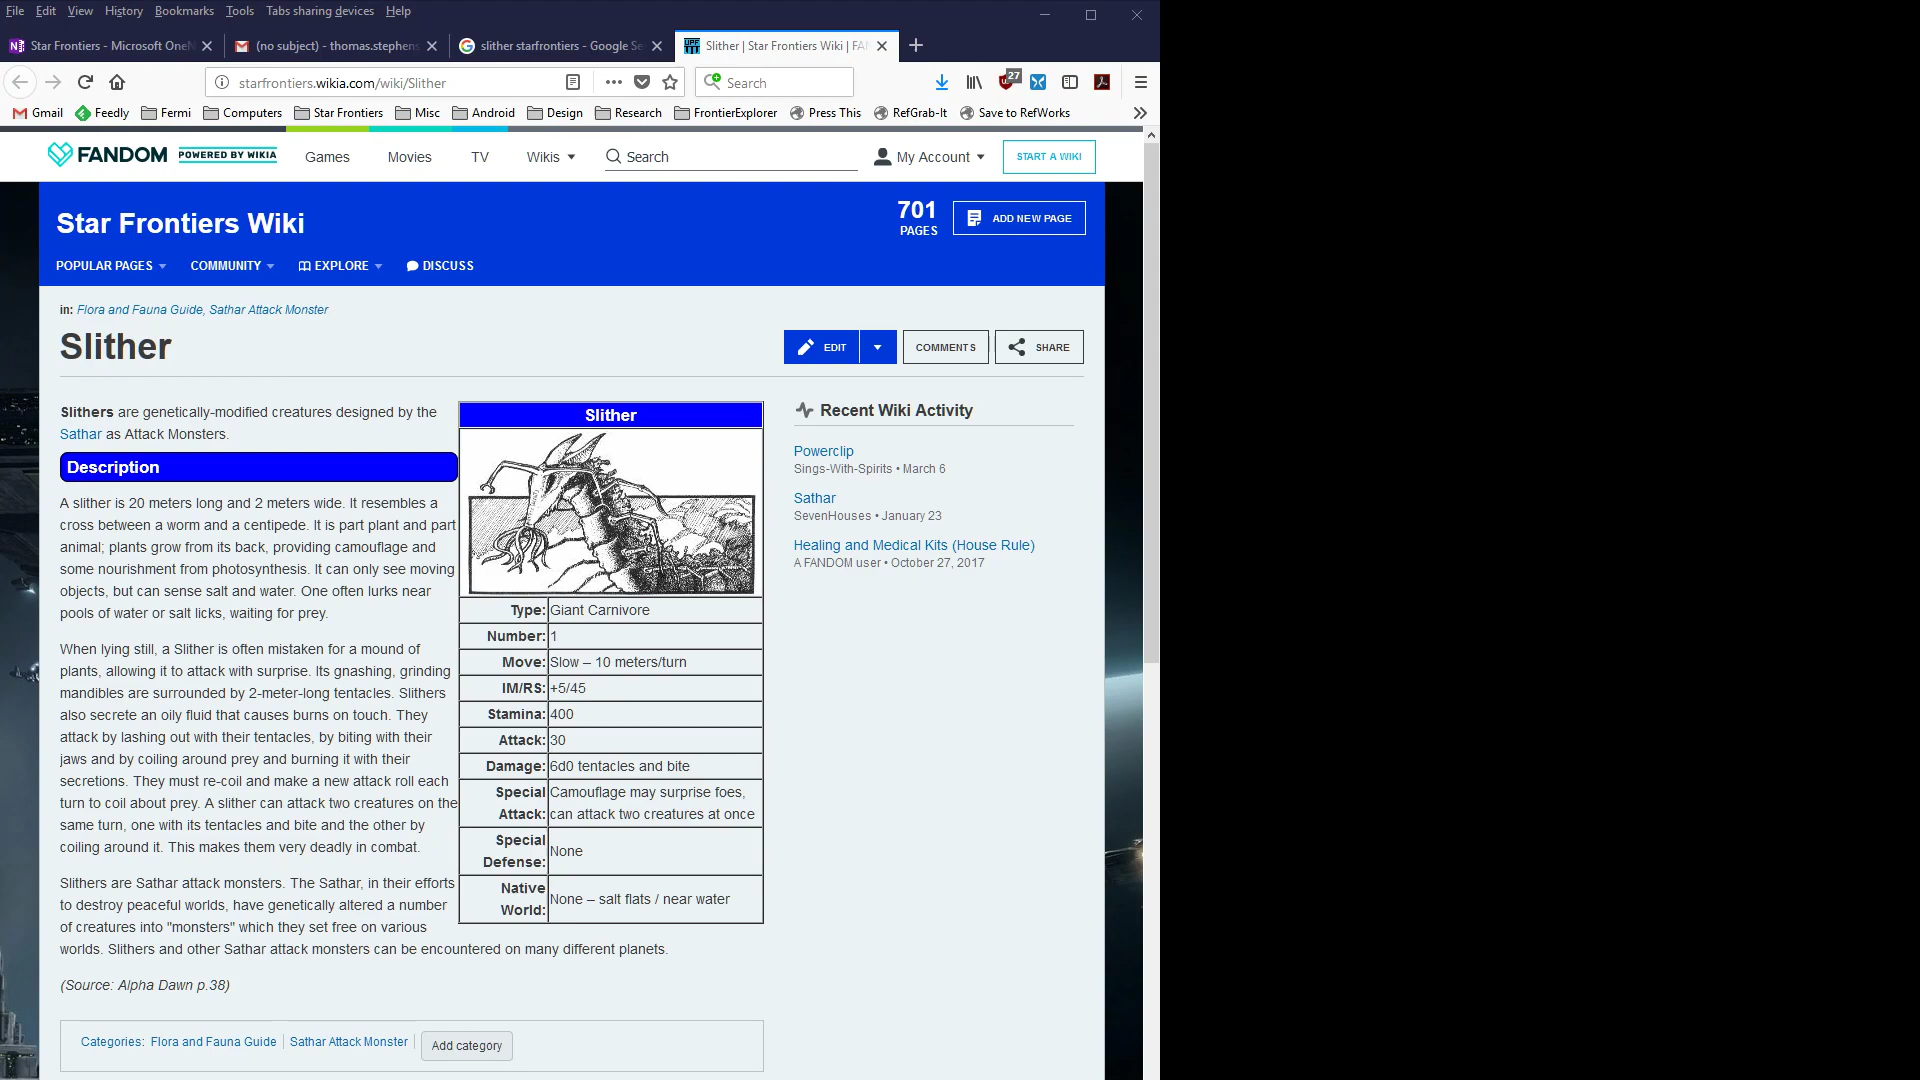 File Edit View History Bookmarks Tools Tabs sharing devices Help
Star Frontiers - Microsoft OneN
(no subject) - thomas.stephens
slither starfrontiers - Google Se
Slither | Star Frontiers Wiki | FAN
starfrontiers.wikia.com/wiki/Slither
Search
27
Gmail Feedly Fermi Computers Star Frontiers Misc Android Design Research FrontierExplorer Press This RefGrab-It Save to RefWorks
FANDOM POWERED BY WIKIA Games Movies TV Wikis Search My Account START A WIKI
Star Frontiers Wiki
701
PAGES
ADD NEW PAGE
POPULAR PAGES COMMUNITY EXPLORE DISCUSS
in: Flora and Fauna Guide, Sathar Attack Monster
Slither
EDIT COMMENTS SHARE
Slithers are genetically-modified creatures designed by the
Sathar as Attack Monsters.
Description
A slither is 20 meters long and 2 meters wide. It resembles a
cross between a worm and a centipede. It is part plant and part
animal; plants grow from its back, providing camouflage and
some nourishment from photosynthesis. It can only see moving
objects, but can sense salt and water. One often lurks near
pools of water or salt licks, waiting for prey.
When lying still, a Slither is often mistaken for a mound of
plants, allowing it to attack with surprise. Its gnashing, grinding
mandibles are surrounded by 2-meter-long tentacles. Slithers
also secrete an oily fluid that causes burns on touch. They
attack by lashing out with their tentacles, by biting with their
jaws and by coiling around prey and burning it with their
secretions. They must re-coil and make a new attack roll each
turn to coil about prey. A slither can attack two creatures on the
same turn, one with its tentacles and bite and the other by
coiling around it. This makes them very deadly in combat.
Slithers are Sathar attack monsters. The Sathar, in their efforts
to destroy peaceful worlds, have genetically altered a number
of creatures into "monsters" which they set free on various
worlds. Slithers and other Sathar attack monsters can be encountered on many different planets.
(Source: Alpha Dawn p.38)
Slither
Type: Giant Carnivore
Number: 1
Move: Slow – 10 meters/turn
IM/RS: +5/45
Stamina: 400
Attack: 30
Damage: 6d0 tentacles and bite
Special Attack: Camouflage may surprise foes,
can attack two creatures at once
Special Defense: None
Native World: None – salt flats / near water
Recent Wiki Activity
Powerclip
Sings-With-Spirits • March 6
Sathar
SevenHouses • January 23
Healing and Medical Kits (House Rule)
A FANDOM user • October 27, 2017
Categories: Flora and Fauna Guide Sathar Attack Monster Add category